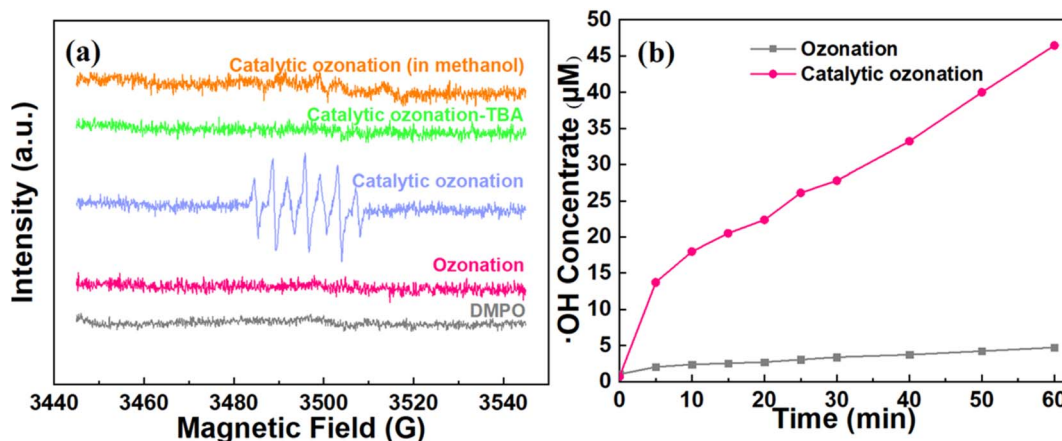 (a)
Catalytic ozonation (in methanol)
Catalytic ozonation-TBA
Catalytic ozonation
Ozonation
DMPO
Intensity (a.u.)
3440 3460 3480 3500 3520 3540
Magnetic Field (G)
(b)
Ozonation
Catalytic ozonation
·OH Concentrate (μM)
50
45
40
35
30
25
20
15
10
5
0
0 10 20 30 40 50 60
Time (min)